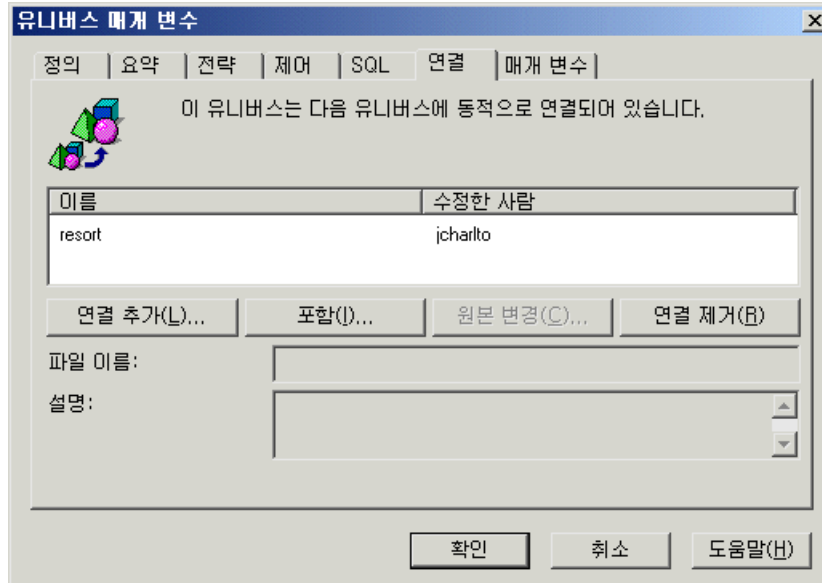 유니버스 매개 변수
정의 요약 전략 제어 SQL 연결 매개 변수
이 유니버스는 다음 유니버스에 동적으로 연결되어 있습니다.
이름 수정한 사람
resort jcharlto
연결 추가(L)... 포함(I)... 원본 변경(C)... 연결 제거(R)
파일 이름:
설명:
확인 취소 도움말(H)